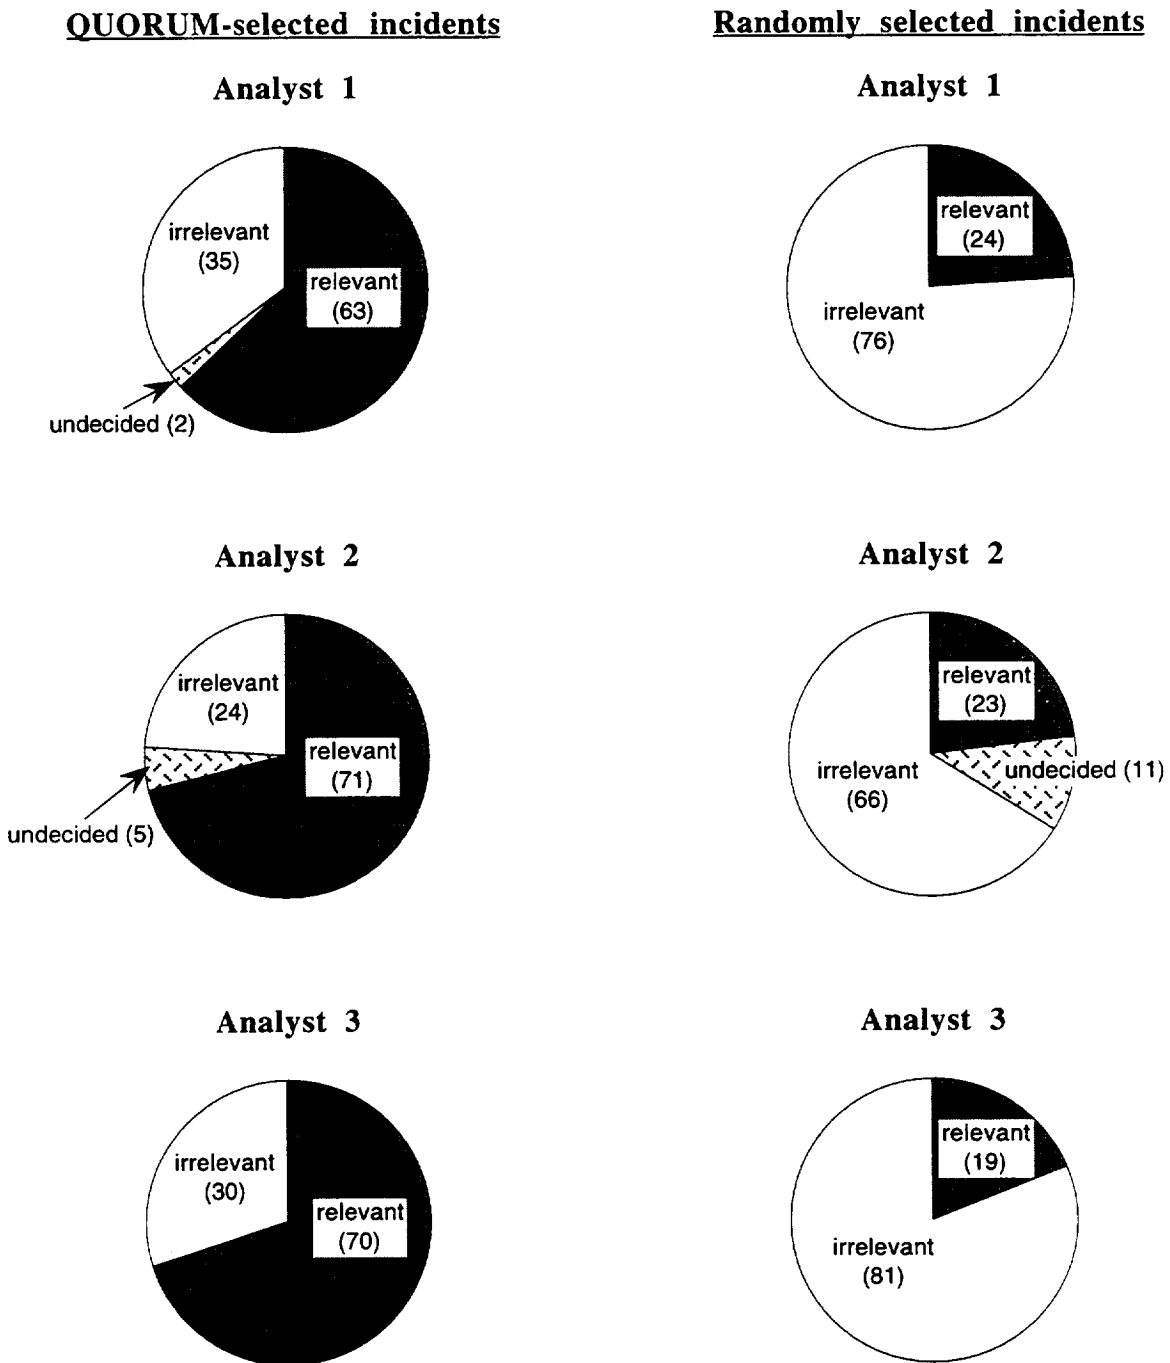 QUORUM-selected incidents
Analyst 1
irrelevant
(35)
relevant
(63)
undecided (2)
Analyst 2
irrelevant
(24)
relevant
(71)
undecided (5)
Analyst 3
irrelevant
(30)
relevant
(70)
Randomly selected incidents
Analyst 1
relevant
(24)
irrelevant
(76)
Analyst 2
relevant
(23)
undecided (11)
irrelevant
(66)
Analyst 3
relevant
(19)
irrelevant
(81)